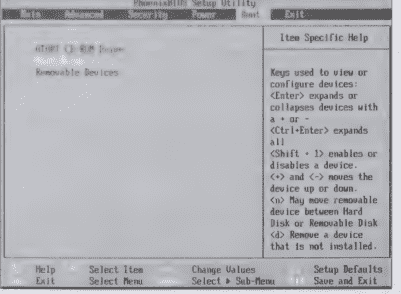 PhoenixBIOS Setup Utility
Main Advanced Security Power Boot Exit
Item Specific Help
Removable Devices
Keys used to view or
configure devices:
<Enter> expands or
collapses devices with
a + or -
<Ctrl+Enter> expands
all
<Shift + 1> enables or
disables a device.
<+> and <-> moves the
device up or down.
<n> May move removable
device between Hard
Disk or Removable Disk
<d> Remove a device
that is not installed.
Help Select Item Change Values Setup Defaults
Exit Select Menu Select ▶ Sub-Menu Save and Exit